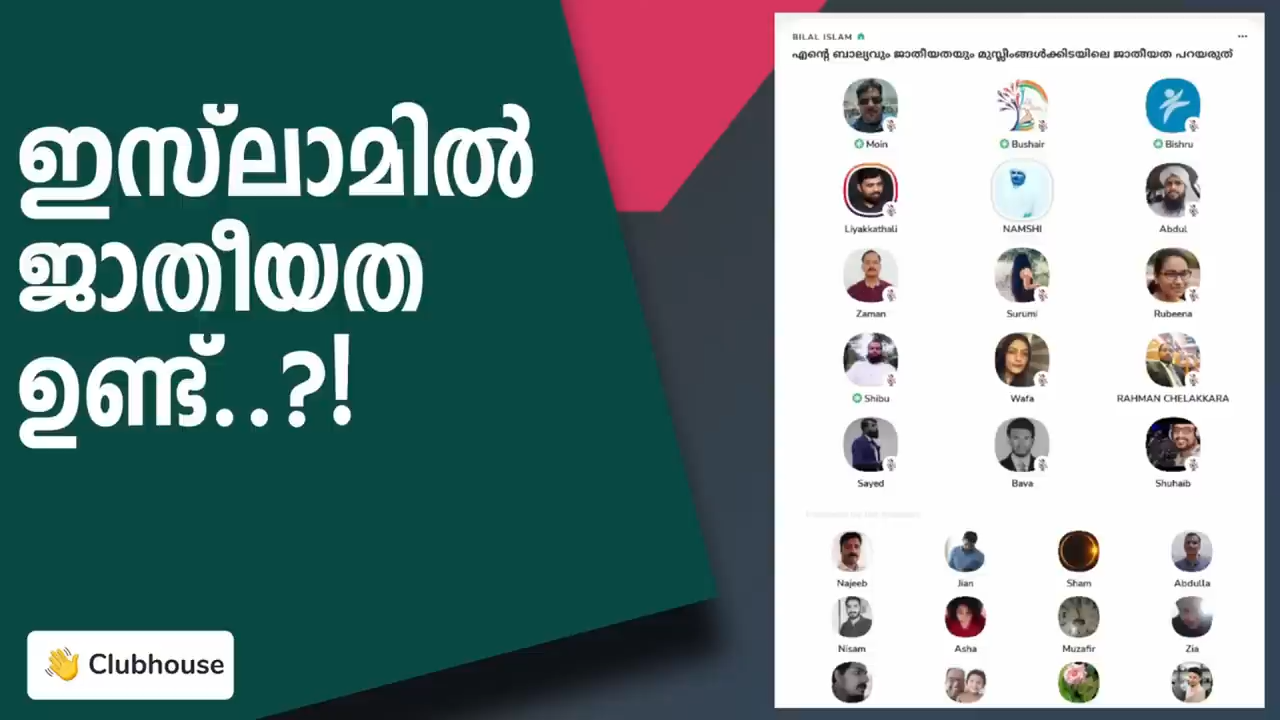 ഇസ്‌ലാമിൽ
ജാതീയത
ഉണ്ട്..?!
Clubhouse
BILAL ISLAM
എന്റെ ബാല്യവും ജാതീയതയും മുസ്ലീംങ്ങൾക്കിടയിലെ ജാതീയത പറയരുത്
Moin Bushair Bishru
Liyakkathali NAMSHI Abdul
Zaman Surumi Rubeena
Shibu Wafa RAHMAN CHELAKKARA
Sayed Bava Shuhaib
Najeeb Jian Sham Abdulla
Nisam Asha Muzafir Zia